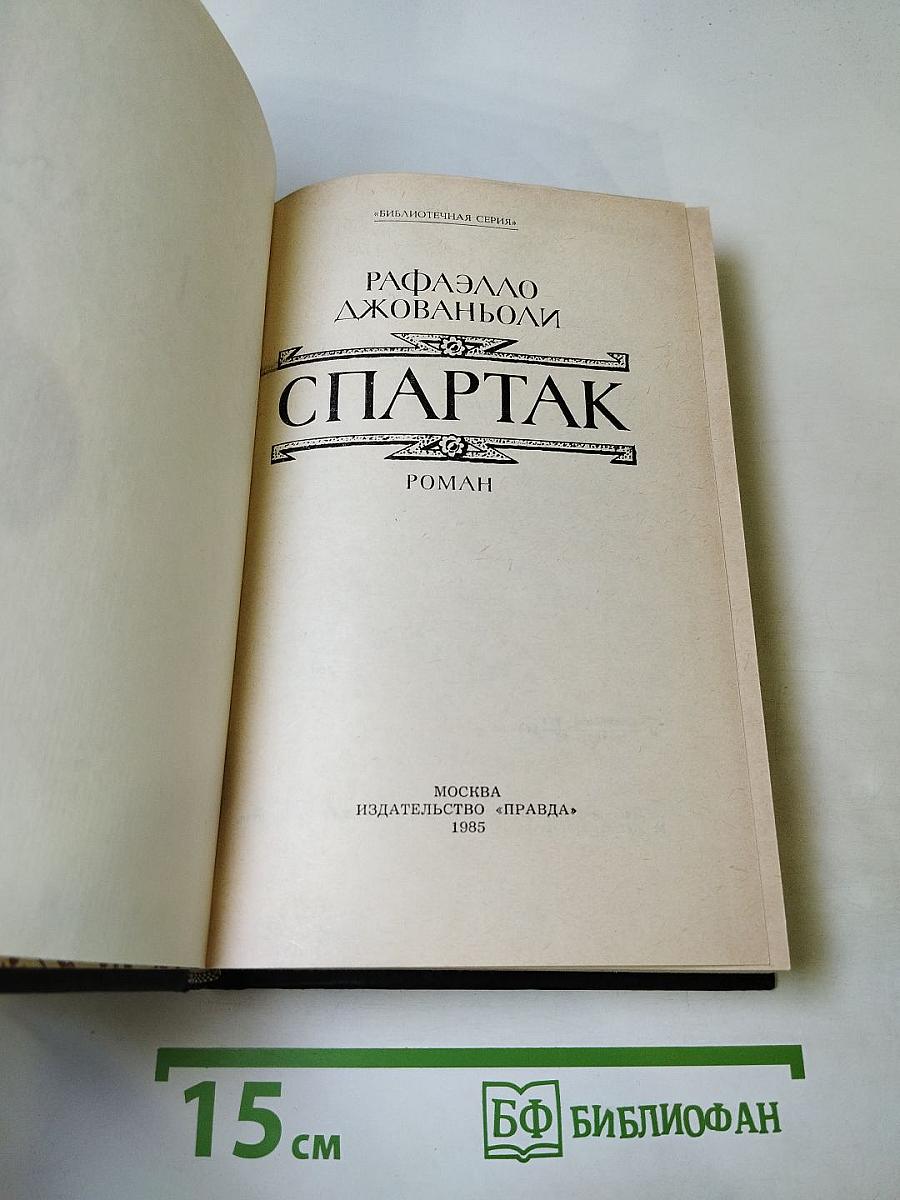 «БИБЛИОТЕЧНАЯ СЕРИЯ»
РАФАЭЛЛО
ДЖОВАНЬОЛИ
СПАРТАК
РОМАН
МОСКВА
ИЗДАТЕЛЬСТВО «ПРАВДА»
1985
15 см
БФ БИБЛИОФАН